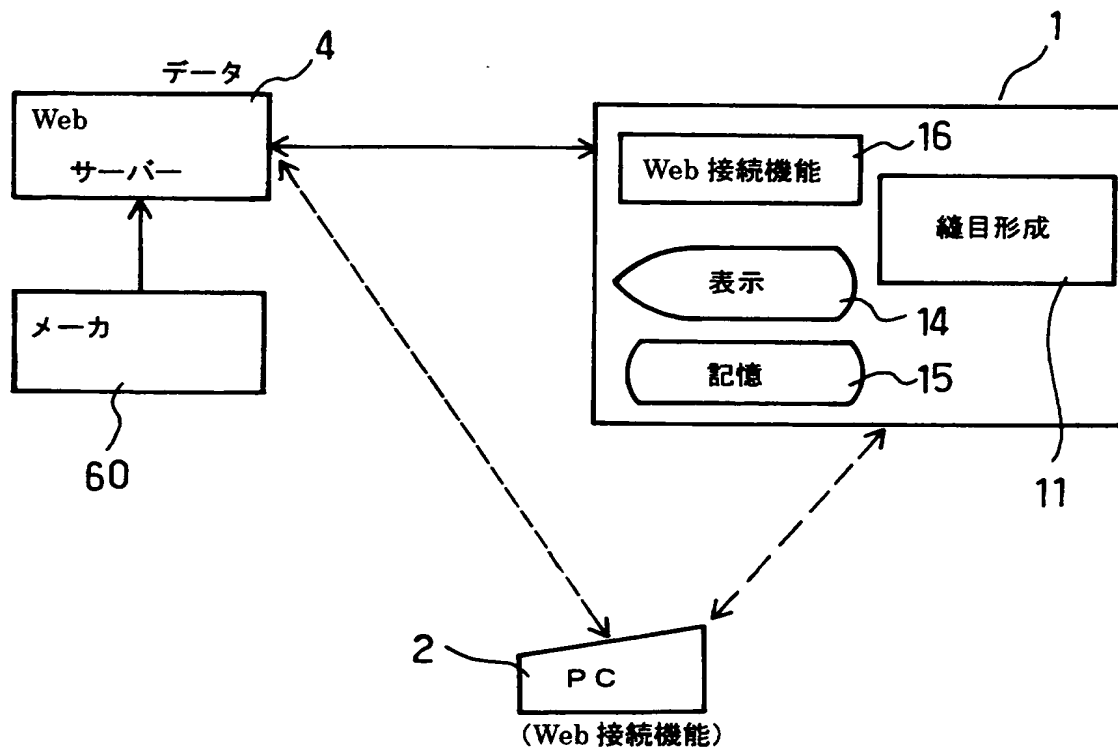 データ
4
Web
サーバー
メーカ
60
1
Web 接続機能
16
縫目形成
11
表示
14
記憶
15
2
PC
(Web 接続機能)